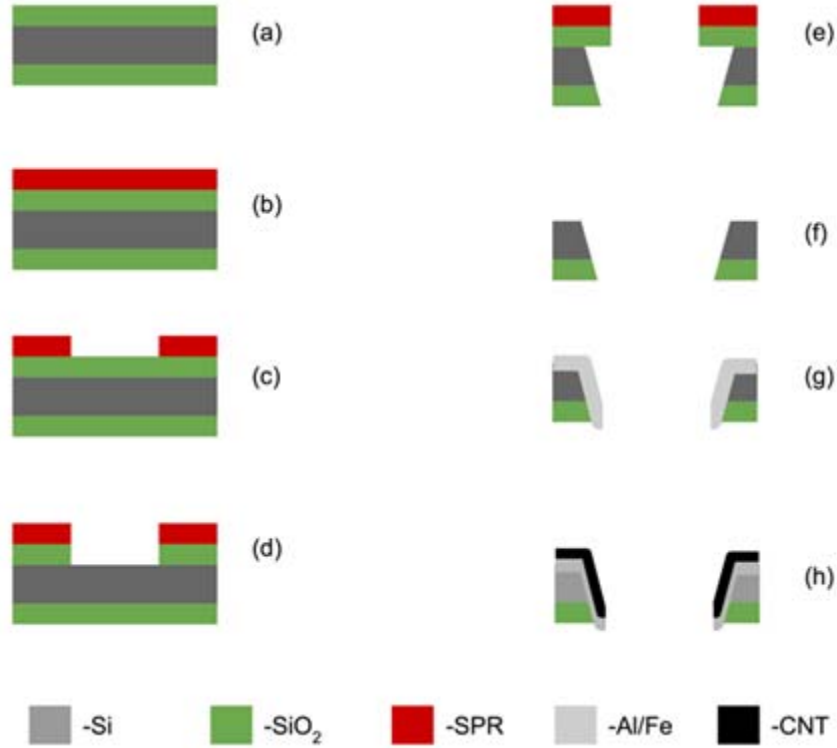 (a)
(b)
(c)
(d)
(e)
(f)
(g)
(h)
-Si
-SiO₂
-SPR
-Al/Fe
-CNT